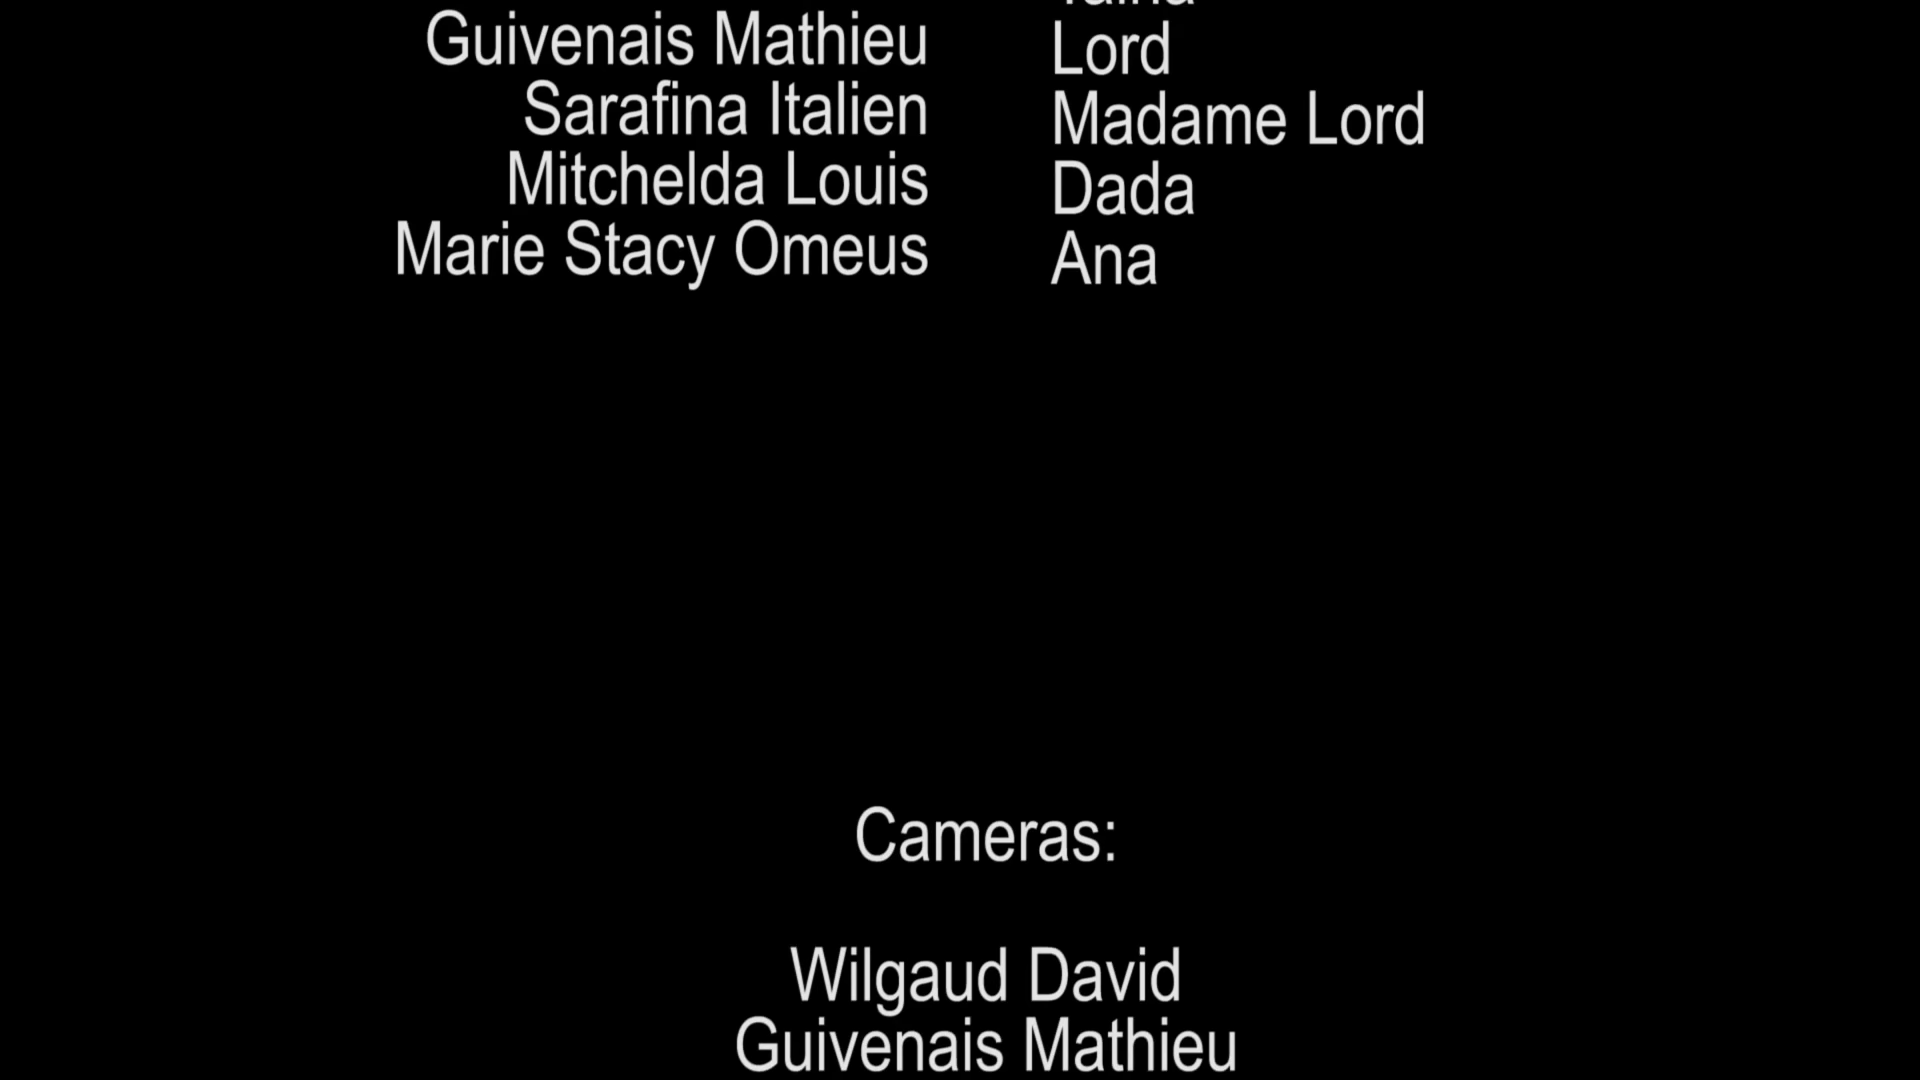 Guivenais Mathieu Lord
Sarafina Italien Madame Lord
Mitchelda Louis Dada
Marie Stacy Omeus Ana
Cameras:
Wilgaud David
Guivenais Mathieu